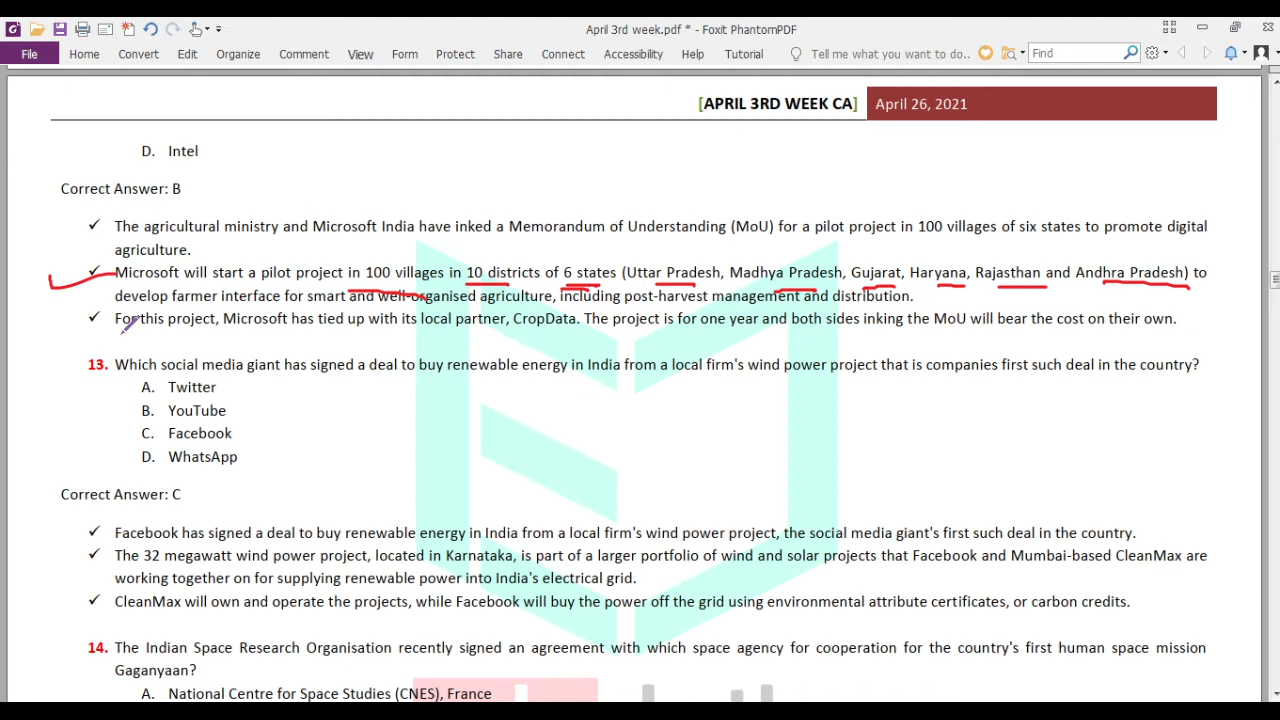 April 3rd week.pdf * - Foxit PhantomPDF
File Home Convert Edit Organize Comment View Form Protect Share Connect Accessibility Help Tutorial Tell me what you want to do.. Find
[APRIL 3RD WEEK CA] April 26, 2021
D. Intel
Correct Answer: B
✓ The agricultural ministry and Microsoft India have inked a Memorandum of Understanding (MoU) for a pilot project in 100 villages of six states to promote digital
agriculture.
✓ Microsoft will start a pilot project in 100 villages in 10 districts of 6 states (Uttar Pradesh, Madhya Pradesh, Gujarat, Haryana, Rajasthan and Andhra Pradesh) to
develop farmer interface for smart and well-organised agriculture, including post-harvest management and distribution.
✓ For this project, Microsoft has tied up with its local partner, CropData. The project is for one year and both sides inking the MoU will bear the cost on their own.
13. Which social media giant has signed a deal to buy renewable energy in India from a local firm's wind power project that is companies first such deal in the country?
A. Twitter
B. YouTube
C. Facebook
D. WhatsApp
Correct Answer: C
✓ Facebook has signed a deal to buy renewable energy in India from a local firm's wind power project, the social media giant's first such deal in the country.
✓ The 32 megawatt wind power project, located in Karnataka, is part of a larger portfolio of wind and solar projects that Facebook and Mumbai-based CleanMax are
working together on for supplying renewable power into India's electrical grid.
✓ CleanMax will own and operate the projects, while Facebook will buy the power off the grid using environmental attribute certificates, or carbon credits.
14. The Indian Space Research Organisation recently signed an agreement with which space agency for cooperation for the country's first human space mission
Gaganyaan?
A. National Centre for Space Studies (CNES), France